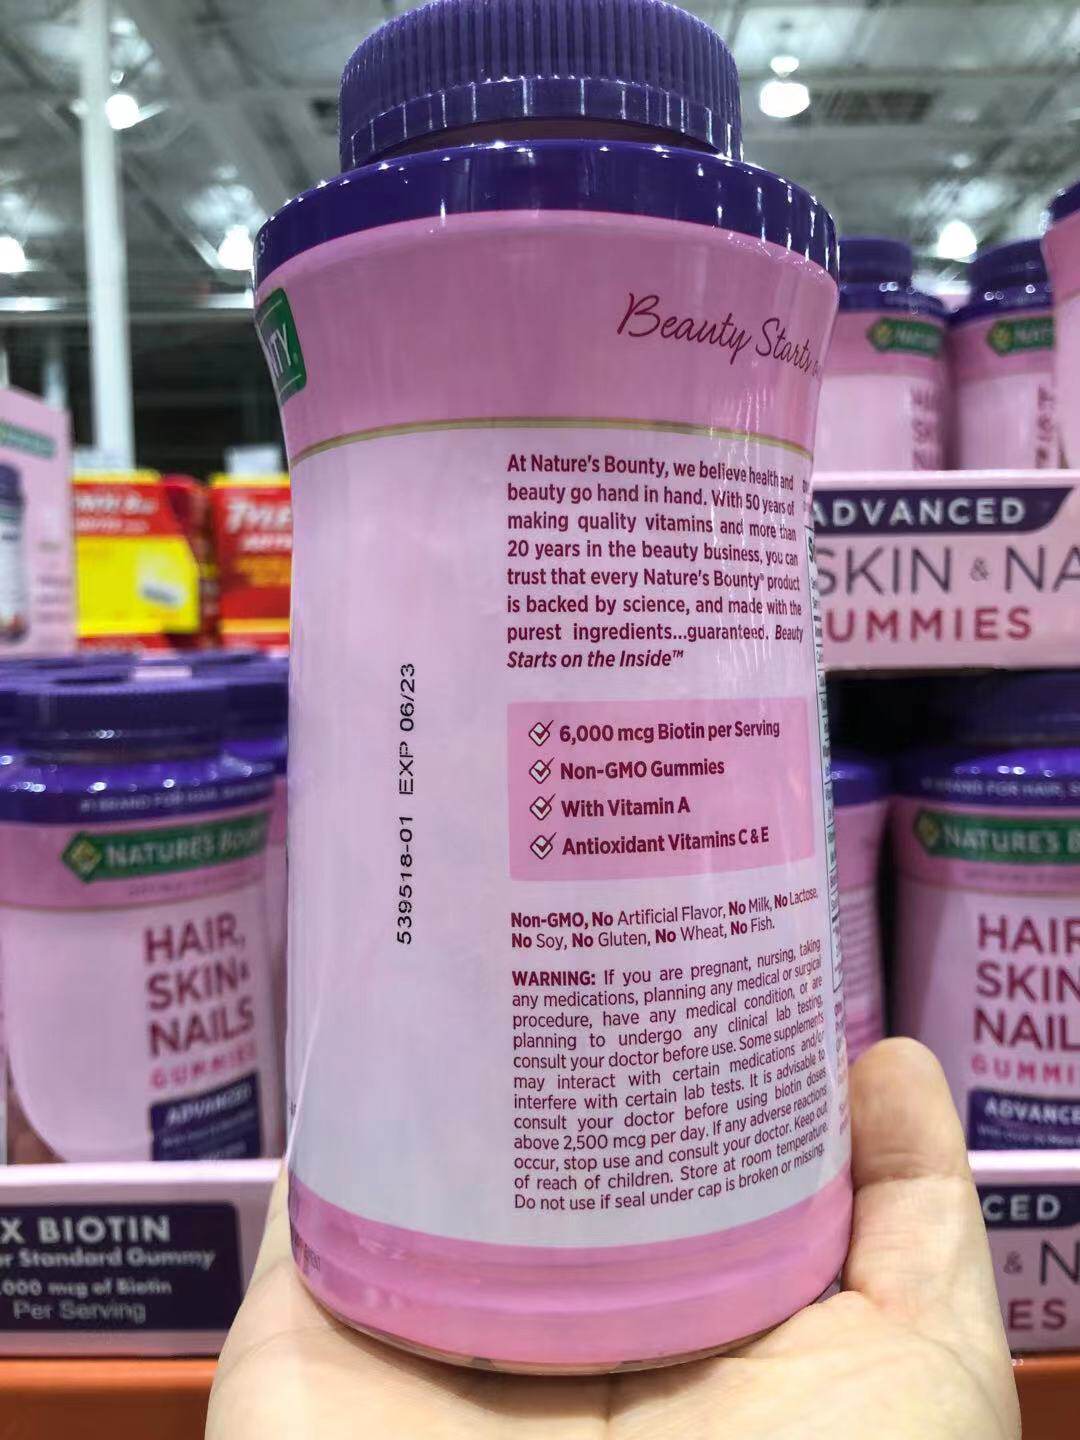 Beauty Starts
At Nature's Bounty, we believe health and
beauty go hand in hand. With 50 years of
making quality vitamins and more than
20 years in the beauty business, you can
trust that every Nature's Bounty® product
is backed by science, and made with the
purest ingredients...guaranteed. Beauty
Starts on the Inside™
6,000 mcg Biotin per Serving
Non-GMO Gummies
With Vitamin A
Antioxidant Vitamins C & E
Non-GMO, No Artificial Flavor, No Milk, No Lactose,
No Soy, No Gluten, No Wheat, No Fish.
WARNING: If you are pregnant, nursing, taking
any medications, planning any medical or surgical
procedure, have any medical condition, or are
planning to undergo any clinical lab testing,
consult your doctor before use. Some supplements
may interact with certain medications and/or
interfere with certain lab tests. It is advisable to
consult your doctor before using biotin doses
above 2,500 mcg per day. If any adverse reactions
occur, stop use and consult your doctor. Keep out
of reach of children. Store at room temperature.
Do not use if seal under cap is broken or missing.
539518-01 EXP 06/23
ADVANCED
SKIN & NA
GUMMIES
NATURE'S BOUN
HAIR,
SKIN &
NAILS
GUMMIES
ADVANCED
NATURE'S B
HAIR
SKIN
NAIL
GUMMI
ADVANCE
X BIOTIN
r Standard Gummy
,000 mcg of Biotin
Per Serving
CED
& N
ES